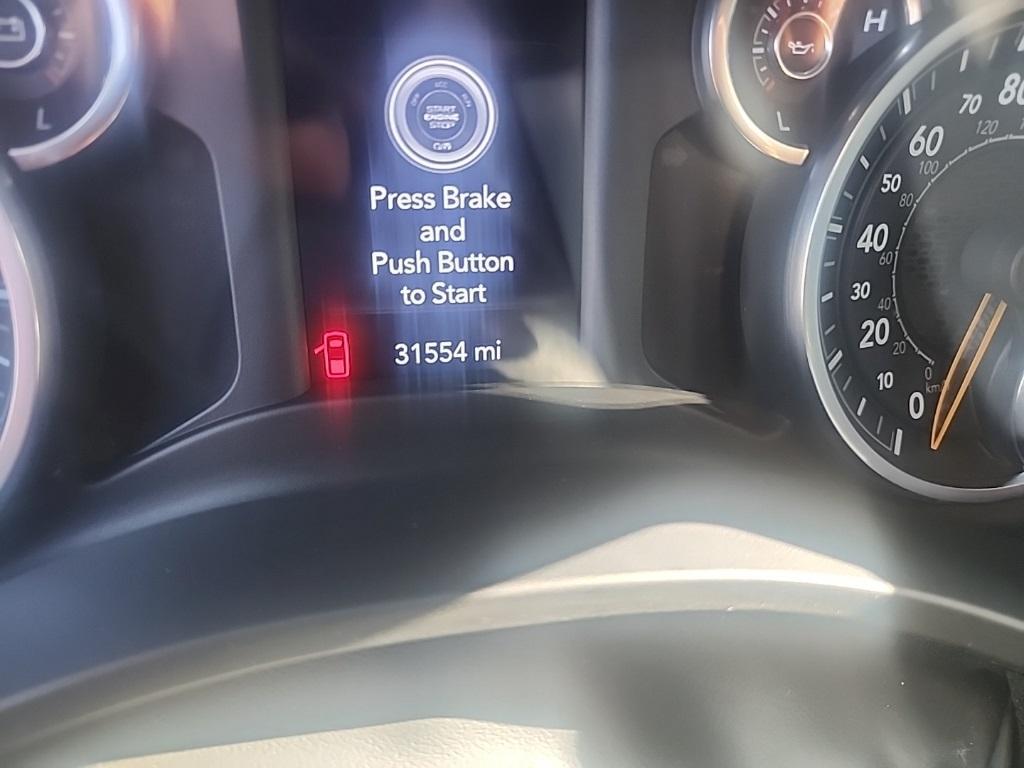 START
ENGINE
STOP
Press Brake
and
Push Button
to Start
31554 mi
L
H
L
80
70
60
50
40
30
20
10
0
120
100
80
60
40
20
0
km